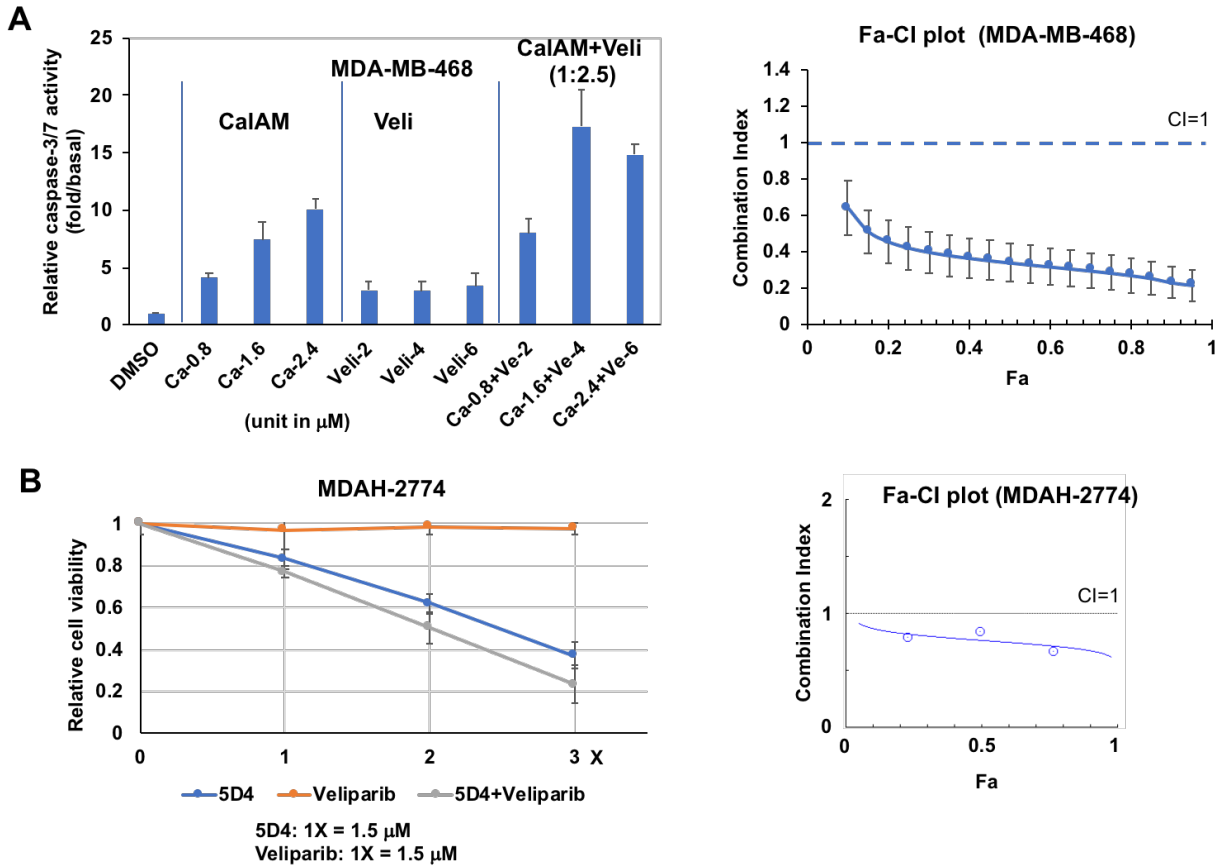 A
Relative caspase-3/7 activity
(fold/basal)
25
20
15
10
5
0
MDA-MB-468
CalAM
Veli
CalAM+Veli
(1:2.5)
DMSO
Ca-0.8
Ca-1.6
Ca-2.4
Veli-2
Veli-4
Veli-6
Ca-0.8+Ve-2
Ca-1.6+Ve-4
Ca-2.4+Ve-6
(unit in μM)
Fa-CI plot (MDA-MB-468)
Combination Index
1.4
1.2
1
0.8
0.6
0.4
0.2
0
CI=1
0
0.2
0.4
0.6
0.8
1
Fa
B
MDAH-2774
Relative cell viability
1
0.8
0.6
0.4
0.2
0
0
1
2
3 X
5D4
Veliparib
5D4+Veliparib
5D4: 1X = 1.5 μM
Veliparib: 1X = 1.5 μM
Fa-CI plot (MDAH-2774)
Combination Index
2
1
0
CI=1
0
0.5
1
Fa